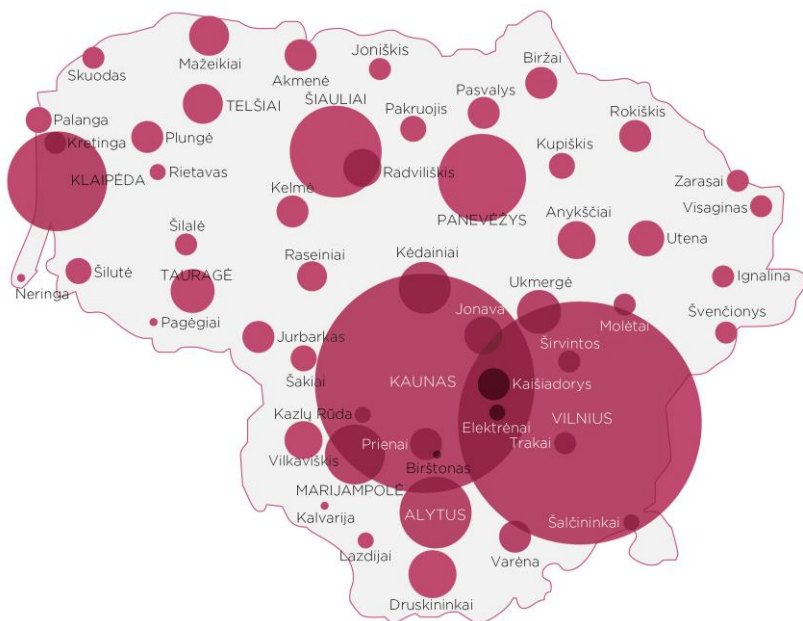 Skuodas
Mažeikiai
Akmenė
Joniškis
Biržai
TELŠIAI
ŠIAULIAI
Pakruojis
Pasvalys
Rokiškis
Palanga
Kretinga
Plungė
Rietavas
KLAIPĖDA
Radviliškis
Kupiškis
Kelmė
PANEVĖŽYS
Zarasai
Visaginas
Anykščiai
Šilalė
Utena
Raseiniai
Kėdainiai
Šilutė
TAURAGĖ
Ukmergė
Ignalina
Neringa
Pagėgiai
Jonava
Molėtai
Švenčionys
Jurbarkas
Širvintos
Šakiai
KAUNAS
Kaišiadorys
Kazlų Rūda
Elektrėnai
VILNIUS
Prienai
Trakai
Vilkaviškis
Birštonas
MARIJAMPOLĖ
Kalvarija
ALYTUS
Šalčininkai
Lazdijai
Varėna
Druskininkai